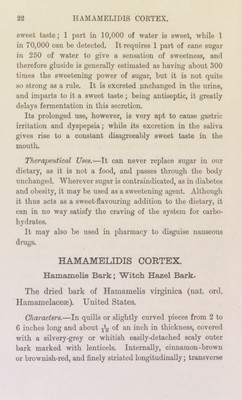 22 HAMAMELIDIS CORTEX.
sweet taste; 1 part in 10,000 of water is sweet, while 1
in 70,000 can be detected. It requires 1 part of cane sugar
in 250 of water to give a sensation of sweetness, and
therefore gluside is generally estimated as having about 300
times the sweetening power of sugar, but it is not quite
so strong as a rule. It is excreted unchanged in the urine,
and imparts to it a sweet taste; being antiseptic, it greatly
delays fermentation in this secretion.
Its prolonged use, however, is very apt to cause gastric
irritation and dyspepsia; while its excretion in the saliva
gives rise to a constant disagreeably sweet taste in the
mouth.
Therapeutical Uses.—It can never replace sugar in our
dietary, as it is not a food, and passes through the body
unchanged. Wherever sugar is contraindicated, as in diabetes
and obesity, it may be used as a sweetening agent. Although
it thus acts as a sweet-flavouring addition to the dietary, it
can in no way satisfy the craving of the system for carbo-
hydrates.
It may also be used in pharmacy to disguise nauseous
drugs.
HAMAMELIDIS CORTEX.
Hamamelis Bark; Witch Hazel Bark.
The dried bark of Hamamelis virginica (nat. ord.
Hamamelaceæ). United States.
Characters.—In quills or slightly curved pieces from 2 to
6 inches long and about 1/16 of an inch in thickness, covered
with a silvery-grey or whitish easily-detached scaly outer
bark marked with lenticels. Internally, cinnamon-brown
or brownish-red, and finely striated longitudinally; transverse